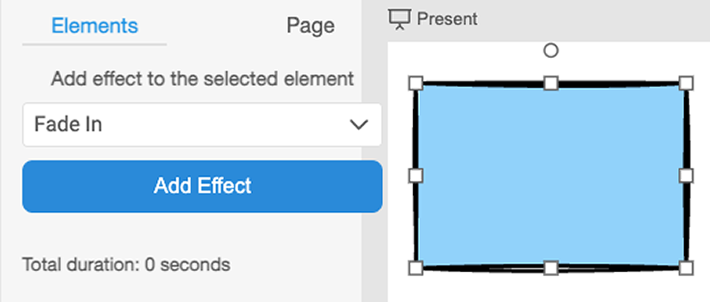 Elements Page
Add effect to the selected element
Fade In
Add Effect
Total duration: 0 seconds
Present